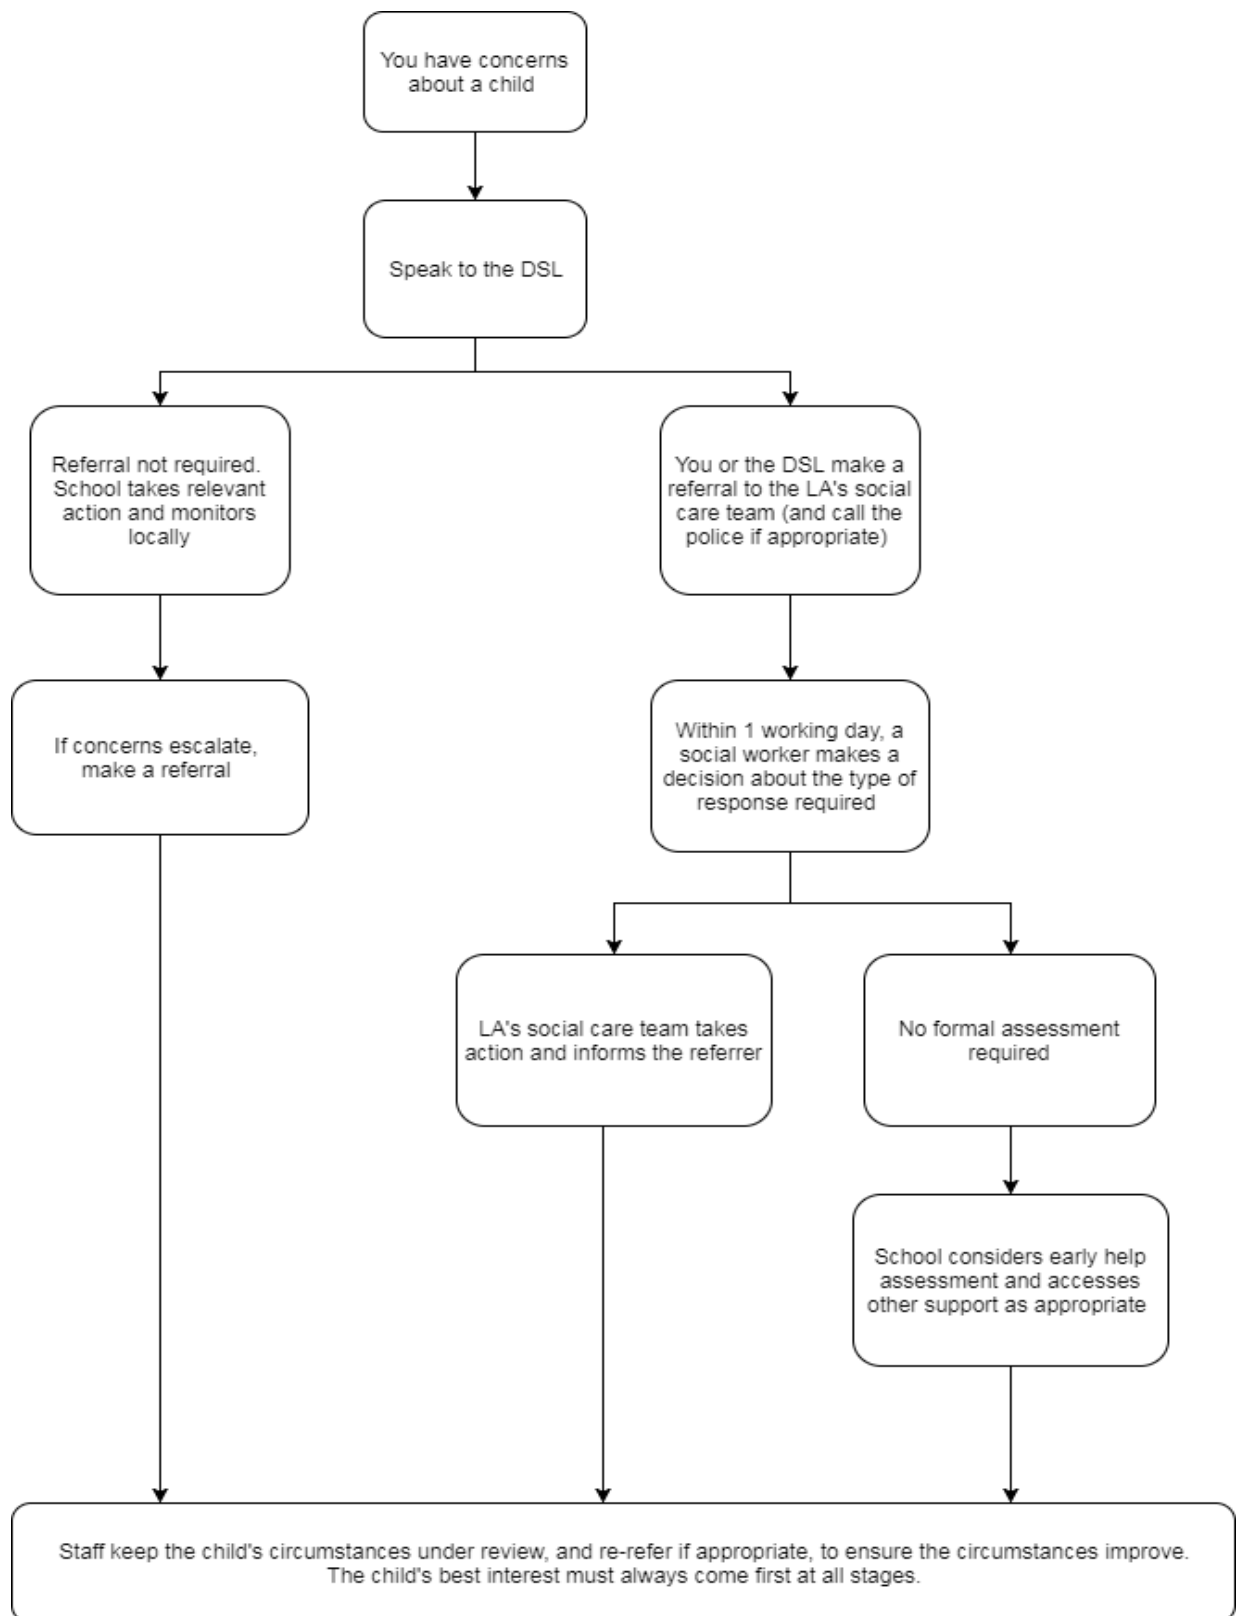 You have concerns
about a child
Speak to the DSL
Referral not required.
School takes relevant
action and monitors
locally
You or the DSL make a
referral to the LA's social
care team (and call the
police if appropriate)
If concerns escalate,
make a referral
Within 1 working day, a
social worker makes a
decision about the type of
response required
LA's social care team takes
action and informs the referrer
No formal assessment
required
School considers early help
assessment and accesses
other support as appropriate
Staff keep the child's circumstances under review, and re-refer if appropriate, to ensure the circumstances improve.
The child's best interest must always come first at all stages.